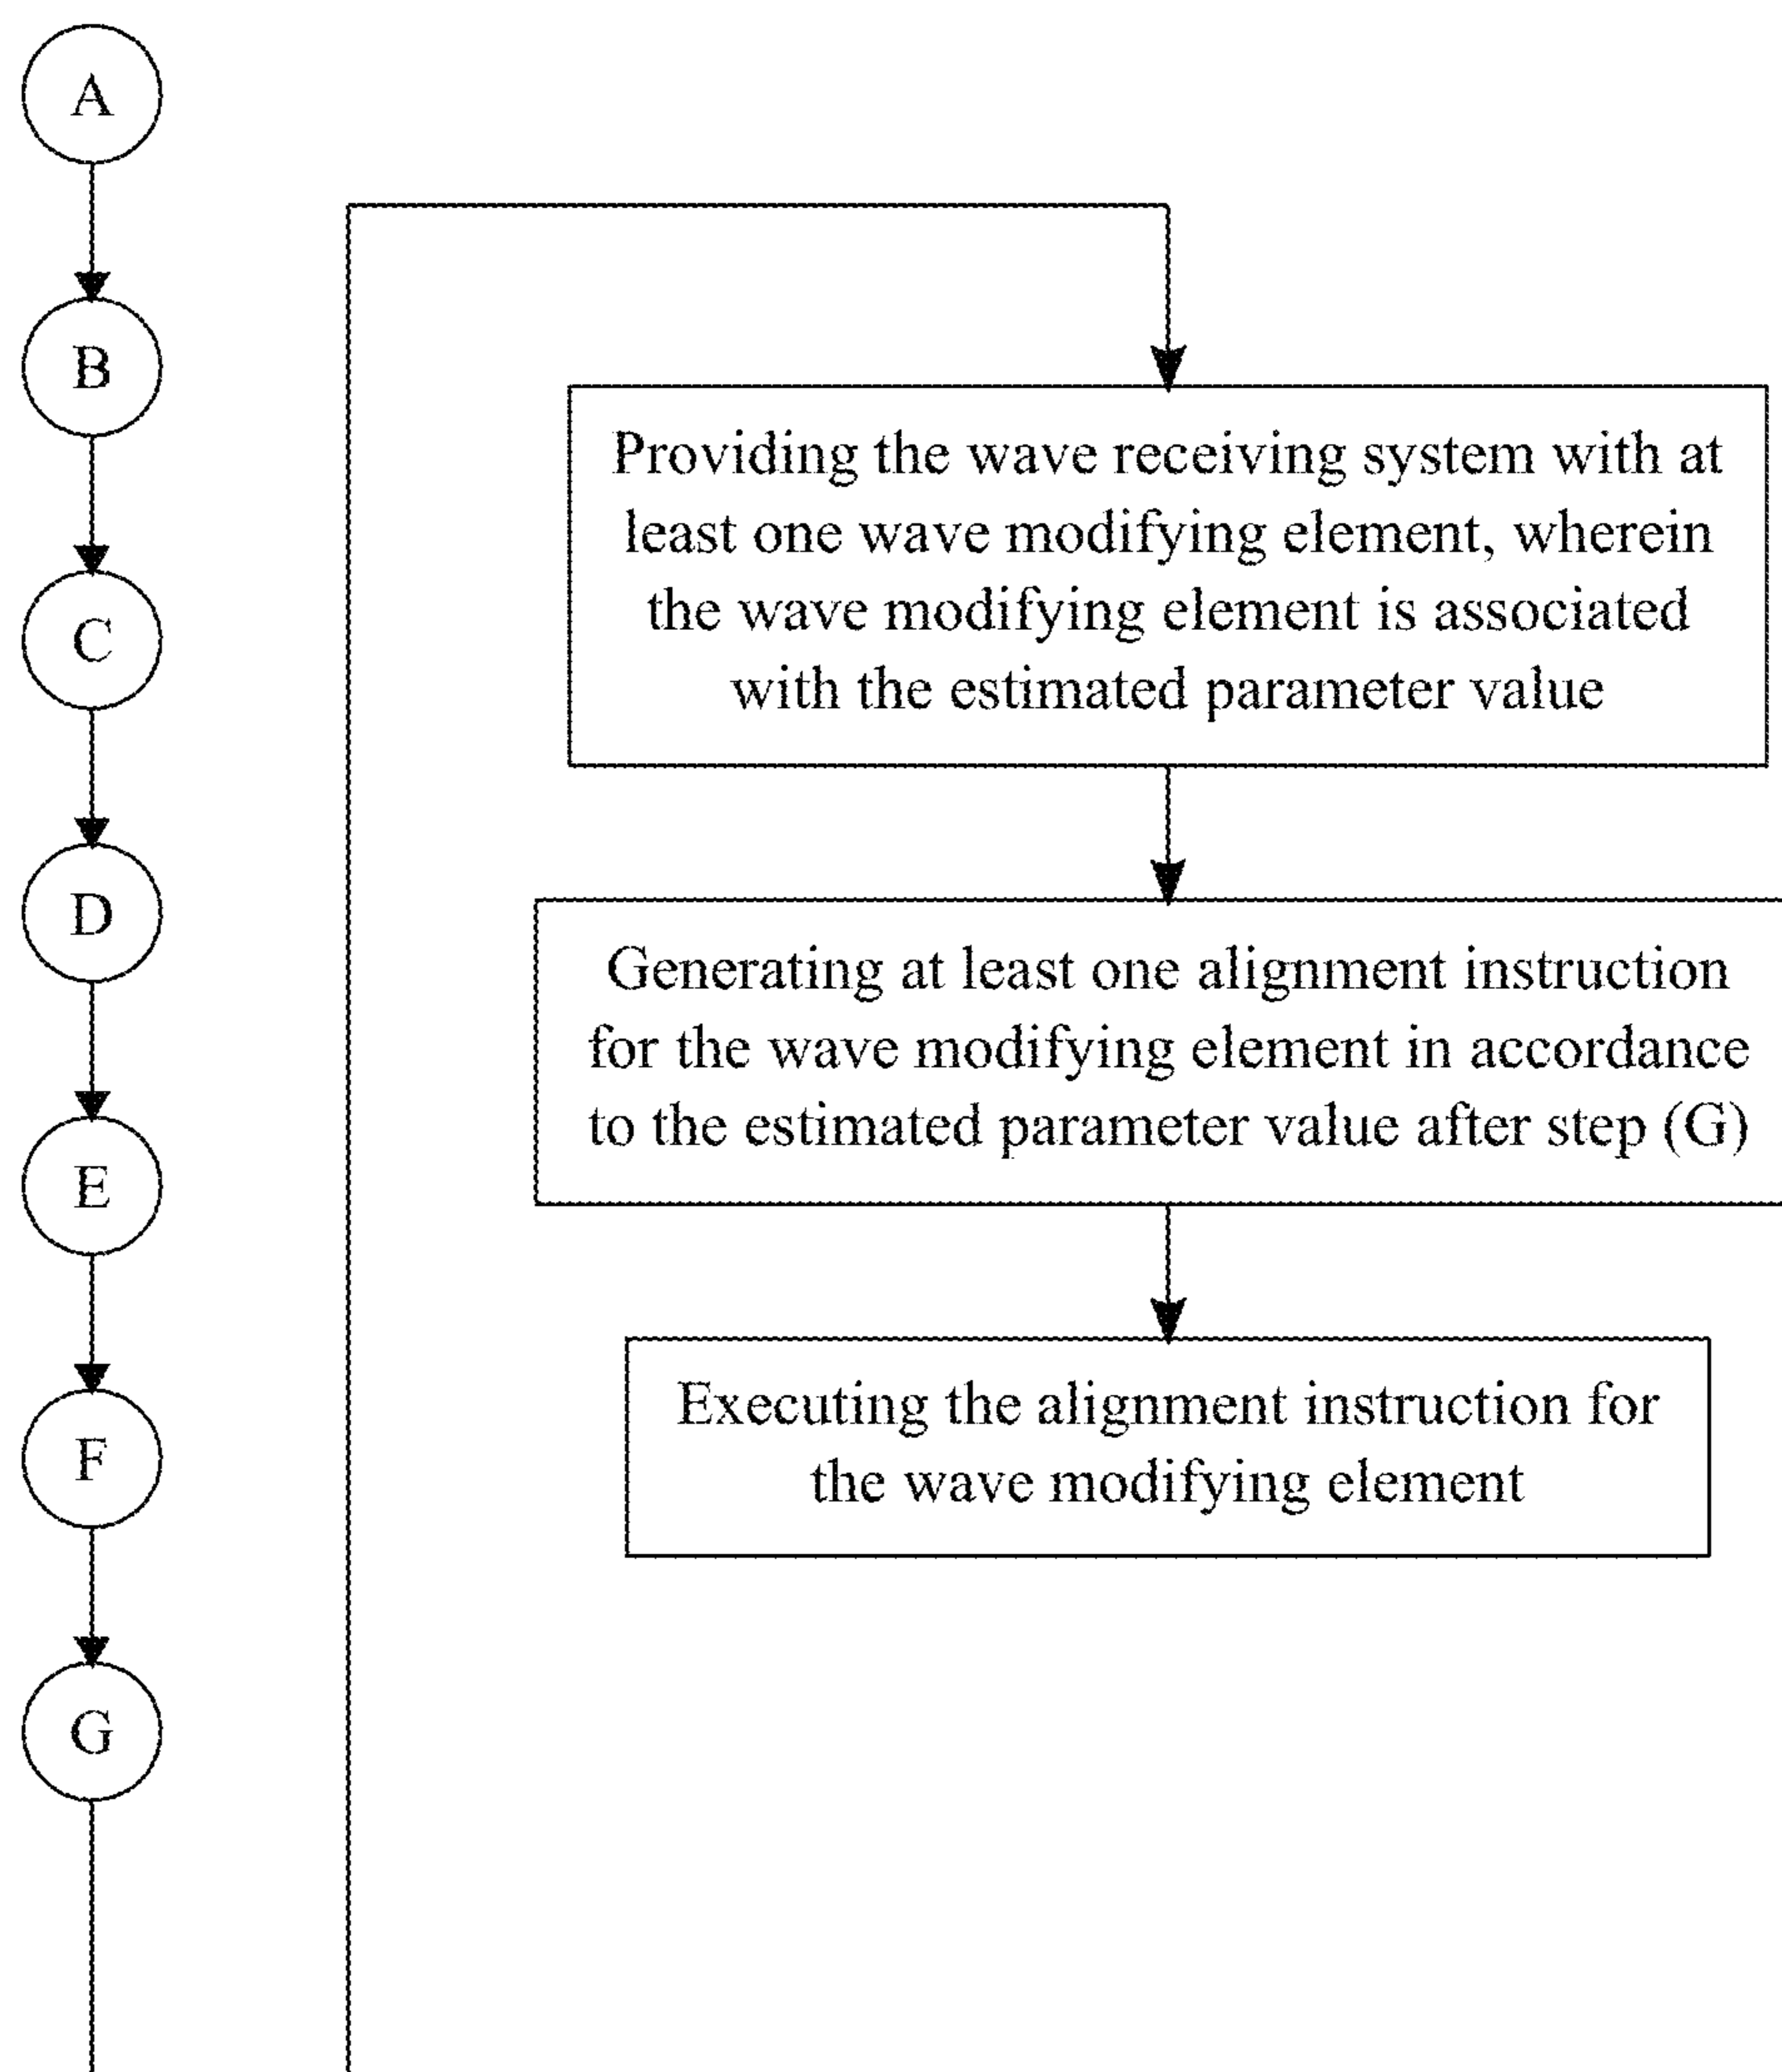 A
B
C
D
E
F
G
Providing the wave receiving system with at
least one wave modifying element, wherein
the wave modifying element is associated
with the estimated parameter value
Generating at least one alignment instruction
for the wave modifying element in accordance
to the estimated parameter value after step (G)
Executing the alignment instruction for
the wave modifying element